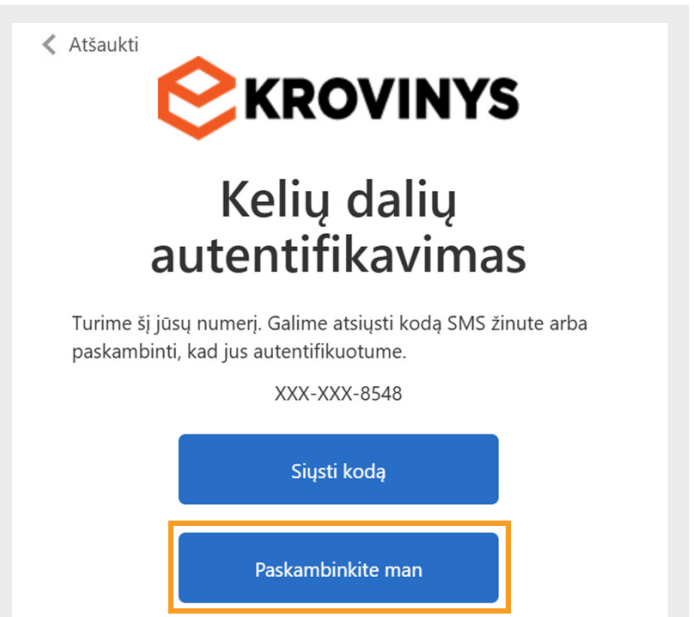 Atšaukti
KROVINYS
Kelių dalių
autentifikavimas
Turime šį jūsų numerį. Galime atsiųsti kodą SMS žinute arba
paskambinti, kad jus autentifikuotume.
XXX-XXX-8548
Siųsti kodą
Paskambinkite man